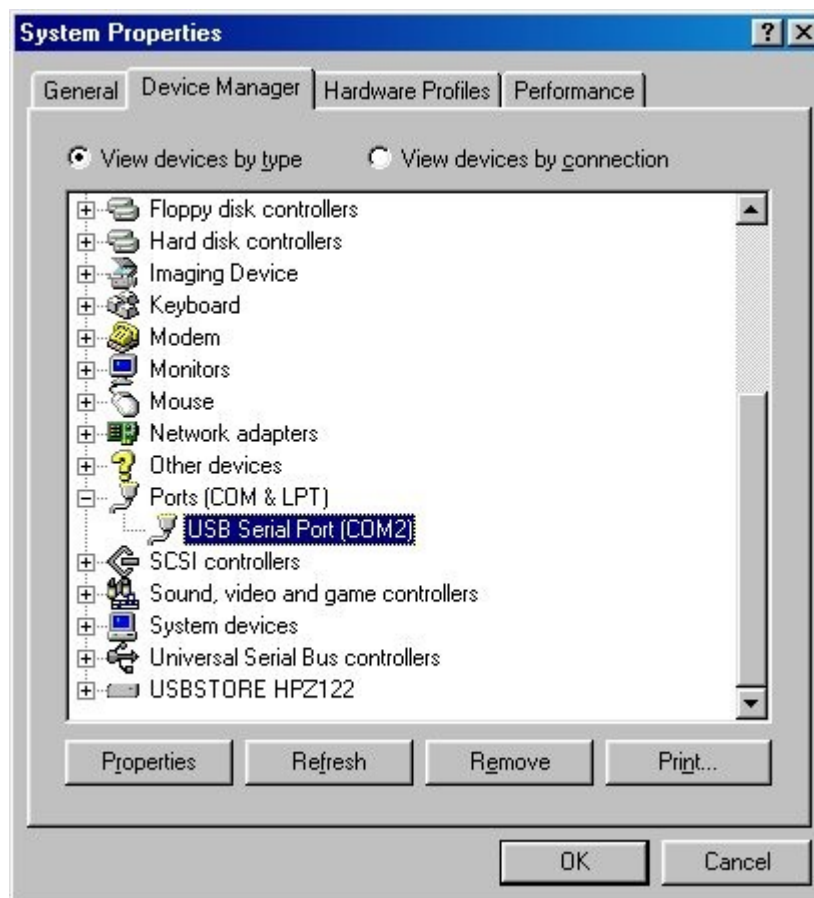 System Properties
General Device Manager Hardware Profiles Performance
View devices by type View devices by connection
Floppy disk controllers
Hard disk controllers
Imaging Device
Keyboard
Modem
Monitors
Mouse
Network adapters
Other devices
Ports (COM & LPT)
USB Serial Port (COM2)
SCSI controllers
Sound, video and game controllers
System devices
Universal Serial Bus controllers
USBSTORE HPZ122
Properties Refresh Remove Print...
OK Cancel